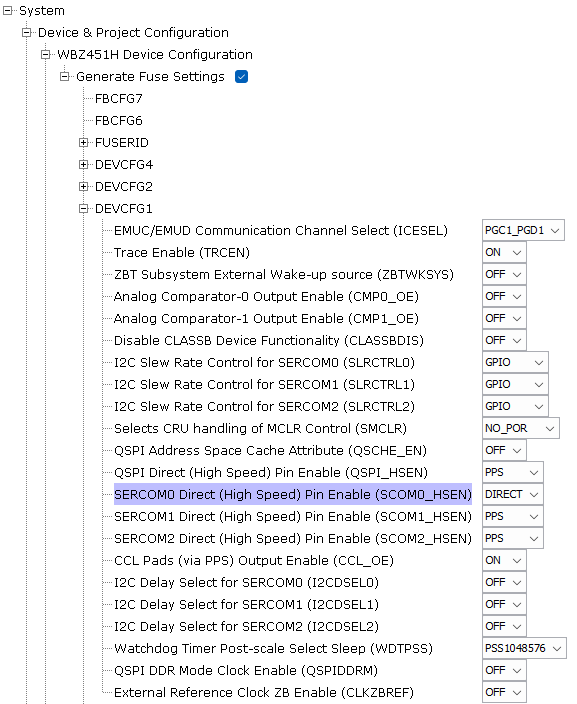 System
Device & Project Configuration
WBZ451H Device Configuration
Generate Fuse Settings
FBCFG7
FBCFG6
FUSERID
DEVCFG4
DEVCFG2
DEVCFG1
EMUC/EMUD Communication Channel Select (ICESEL) PGC1_PGD1
Trace Enable (TRCEN) ON
ZBT Subsystem External Wake-up source (ZBTWKSYS) OFF
Analog Comparator-0 Output Enable (CMP0_OE) OFF
Analog Comparator-1 Output Enable (CMP1_OE) OFF
Disable CLASSB Device Functionality (CLASSBDIS) OFF
I2C Slew Rate Control for SERCOM0 (SLRCTRL0) GPIO
I2C Slew Rate Control for SERCOM1 (SLRCTRL1) GPIO
I2C Slew Rate Control for SERCOM2 (SLRCTRL2) GPIO
Selects CRU handling of MCLR Control (SMCLR) NO_POR
QSPI Address Space Cache Attribute (QSCHE_EN) OFF
QSPI Direct (High Speed) Pin Enable (QSPI_HSEN) PPS
SERCOM0 Direct (High Speed) Pin Enable (SCOM0_HSEN) DIRECT
SERCOM1 Direct (High Speed) Pin Enable (SCOM1_HSEN) PPS
SERCOM2 Direct (High Speed) Pin Enable (SCOM2_HSEN) PPS
CCL Pads (via PPS) Output Enable (CCL_OE) ON
I2C Delay Select for SERCOM0 (I2CDSEL0) OFF
I2C Delay Select for SERCOM1 (I2CDSEL1) OFF
I2C Delay Select for SERCOM2 (I2CDSEL2) OFF
Watchdog Timer Post-scale Select Sleep (WDTPSS) PSS1048576
QSPI DDR Mode Clock Enable (QSPIDDRM) OFF
External Reference Clock ZB Enable (CLKZBREF) OFF